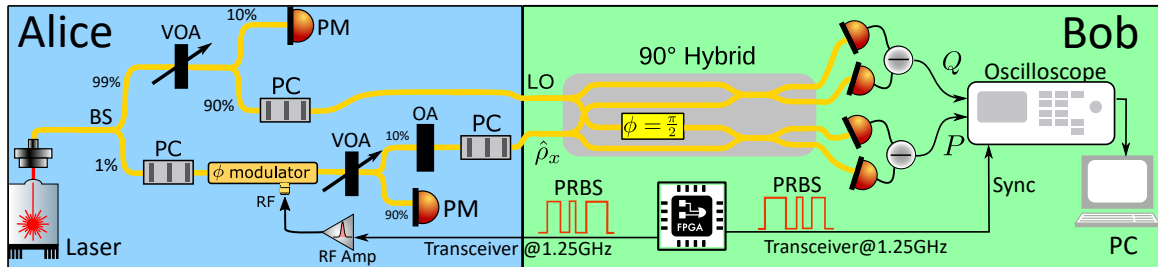 Alice
Bob
10%
VOA
PM
99%
90%
PC
BS
1%
PC
ϕ modulator
RF
VOA
10%
OA
PC
90%
PM
Laser
RF Amp
Transceiver @1.25GHz
LO
ρ̂x
90° Hybrid
ϕ = π/2
Q
P
Oscilloscope
PRBS
FPGA
PRBS
Transceiver@1.25GHz
Sync
PC